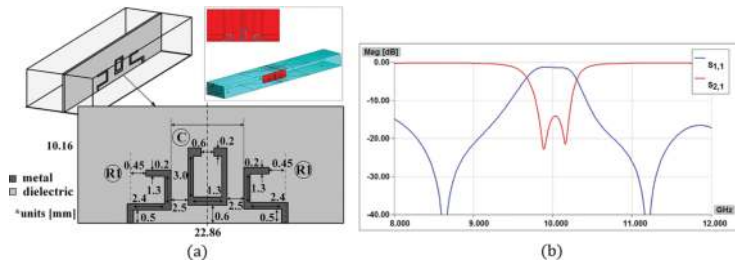 (a)
10.16
metal
dielectric
*units [mm]
C
0.6
0.2
0.45
0.2
R1
3.0
1.3
1.3
2.4
0.5
2.5
0.6
2.5
0.2
0.45
R1
1.3
2.4
0.5
22.86
(a)
Mag [dB]
0.00
-10.00
-20.00
-30.00
-40.00
8.000
9.000
10.000
11.000
12.000
GHz
S1,1
S2,1
(b)